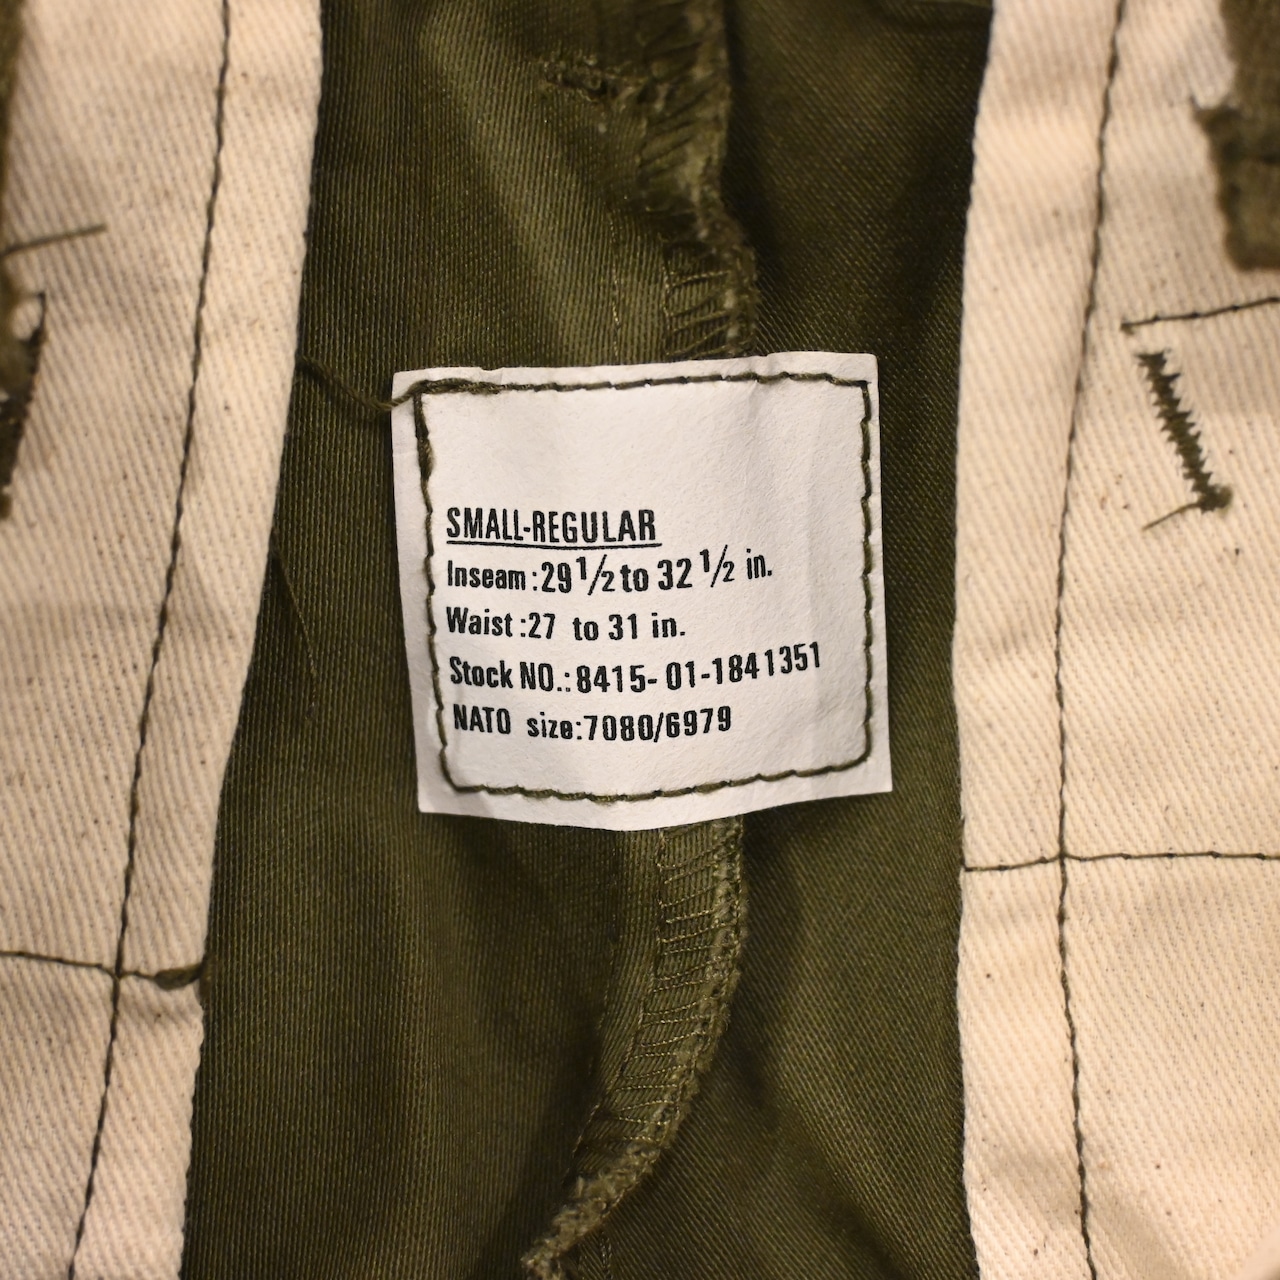 SMALL-REGULAR
Inseam:29 1/2 to 32 1/2 in.
Waist:27 to 31 in.
Stock NO.:8415-01-1841351
NATO size:7080/6979